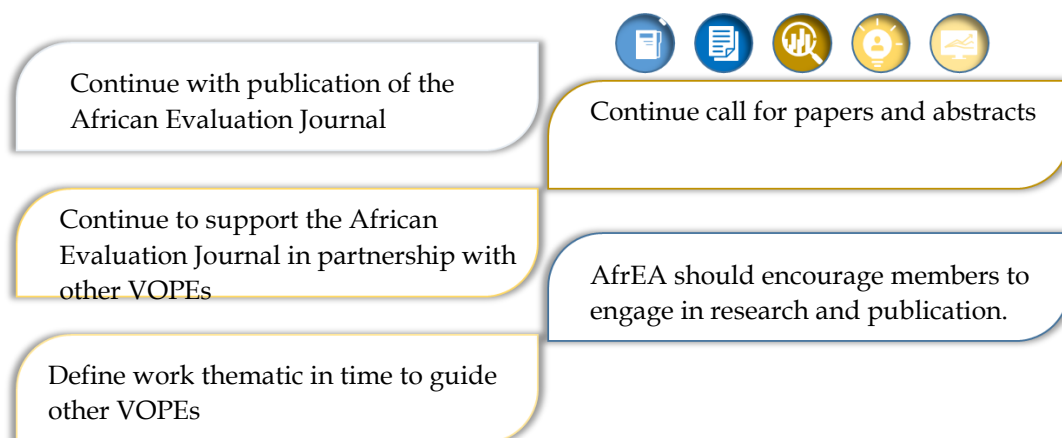 Continue with publication of the
African Evaluation Journal
Continue call for papers and abstracts
Continue to support the African
Evaluation Journal in partnership with
other VOPEs
AfrEA should encourage members to
engage in research and publication.
Define work thematic in time to guide
other VOPEs